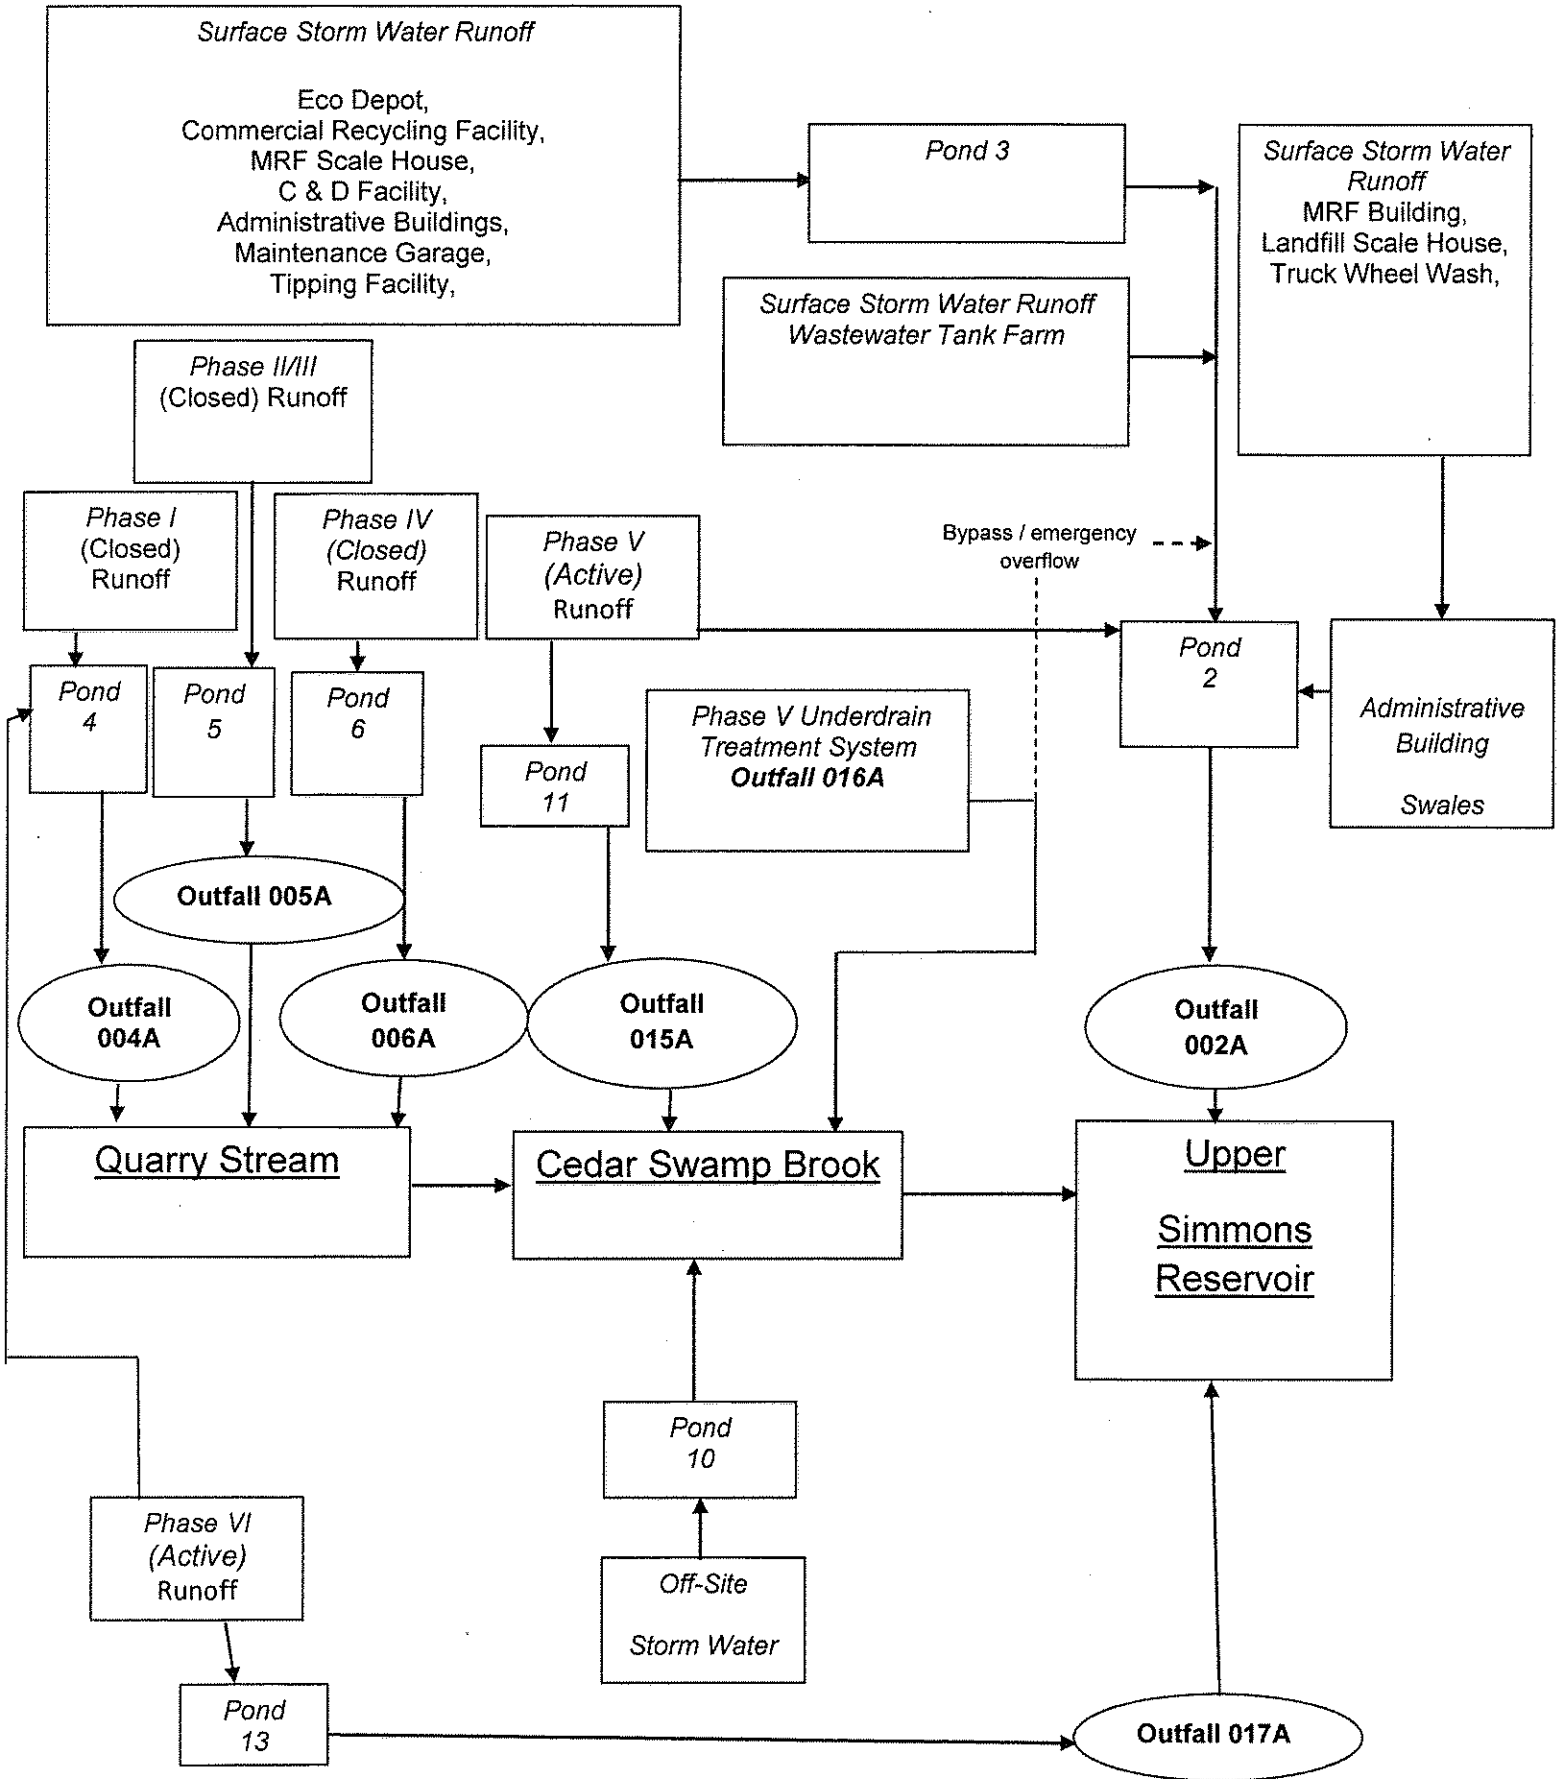 Surface Storm Water Runoff
Eco Depot,
Commercial Recycling Facility,
MRF Scale House,
C & D Facility,
Administrative Buildings,
Maintenance Garage,
Tipping Facility,
Pond 3
Surface Storm Water
Runoff
MRF Building,
Landfill Scale House,
Truck Wheel Wash,
Surface Storm Water Runoff
Wastewater Tank Farm
Phase II/III
(Closed) Runoff
Phase I
(Closed)
Runoff
Phase IV
(Closed)
Runoff
Phase V
(Active)
Runoff
Bypass / emergency
overflow
Pond
4
Pond
5
Pond
6
Pond
11
Phase V Underdrain
Treatment System
Outfall 016A
Pond
2
Administrative
Building
Swales
Outfall 005A
Outfall
004A
Outfall
006A
Outfall
015A
Outfall
002A
Quarry Stream
Cedar Swamp Brook
Upper
Simmons
Reservoir
Pond
10
Phase VI
(Active)
Runoff
Off-Site
Storm Water
Pond
13
Outfall 017A